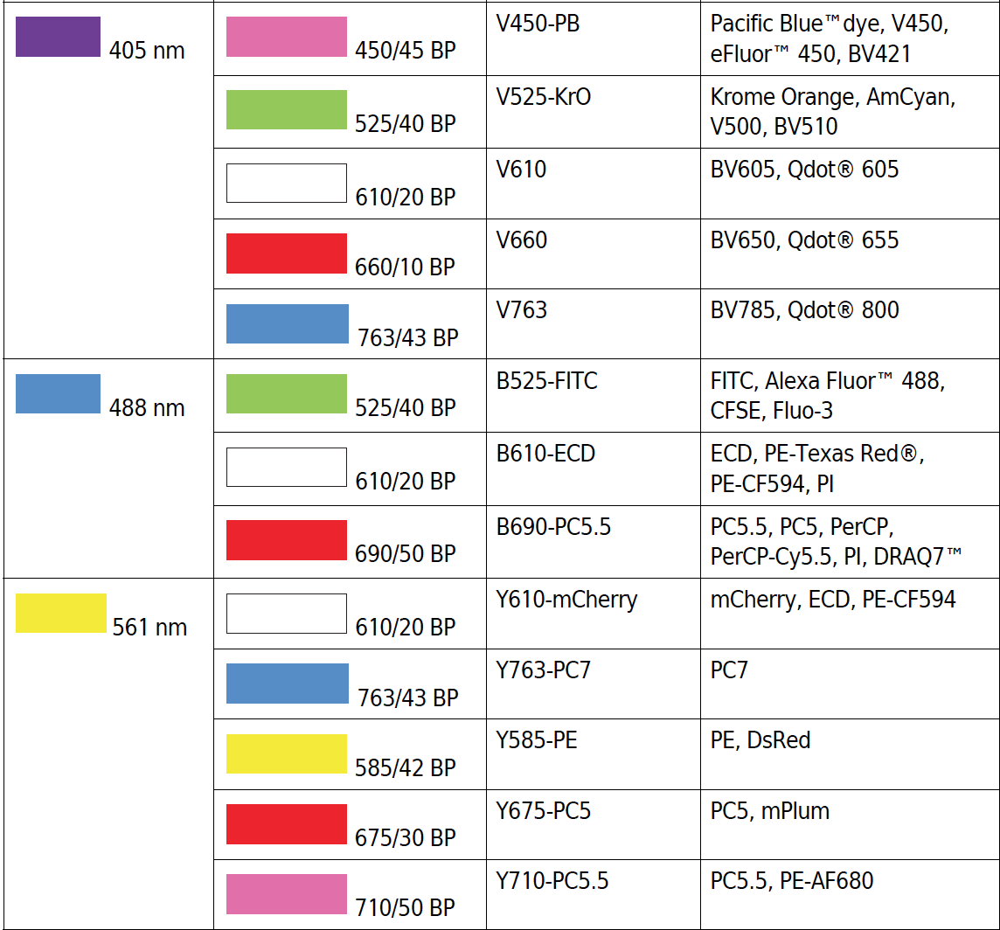 405 nm
450/45 BP
V450-PB
Pacific Blue™ dye, V450,
eFluor™ 450, BV421
525/40 BP
V525-KrO
Krome Orange, AmCyan,
V500, BV510
610/20 BP
V610
BV605, Qdot® 605
660/10 BP
V660
BV650, Qdot® 655
763/43 BP
V763
BV785, Qdot® 800
488 nm
525/40 BP
B525-FITC
FITC, Alexa Fluor™ 488,
CFSE, Fluo-3
610/20 BP
B610-ECD
ECD, PE-Texas Red®,
PE-CF594, PI
690/50 BP
B690-PC5.5
PC5.5, PC5, PerCP,
PerCP-Cy5.5, PI, DRAQ7™
561 nm
610/20 BP
Y610-mCherry
mCherry, ECD, PE-CF594
763/43 BP
Y763-PC7
PC7
585/42 BP
Y585-PE
PE, DsRed
675/30 BP
Y675-PC5
PC5, mPlum
710/50 BP
Y710-PC5.5
PC5.5, PE-AF680